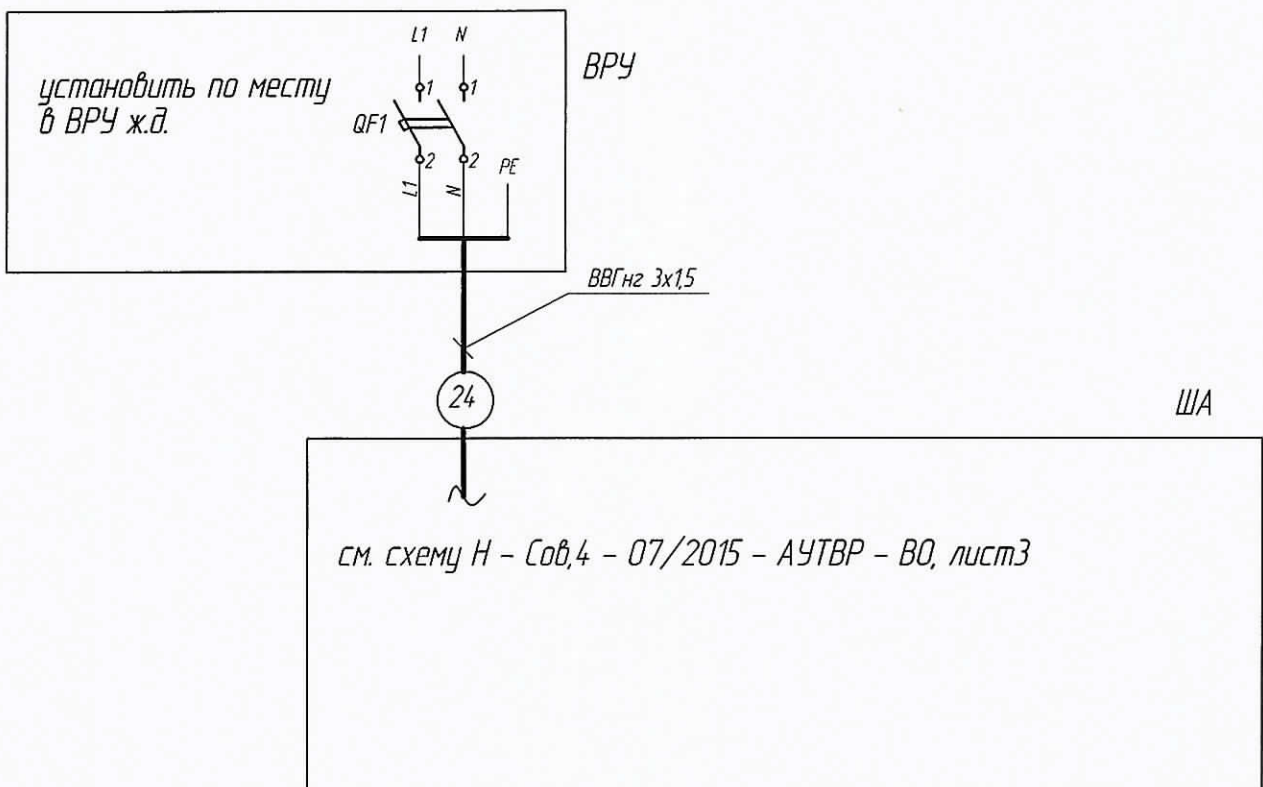 L1 N
ВРУ
установить по месту
в ВРУ ж.д.
1 1
QF1
2 2
PE
L1 N
ВВГнг 3х1,5
24
ША
см. схему Н - Сов,4 - 07/2015 - АУТВР - ВО, лист3